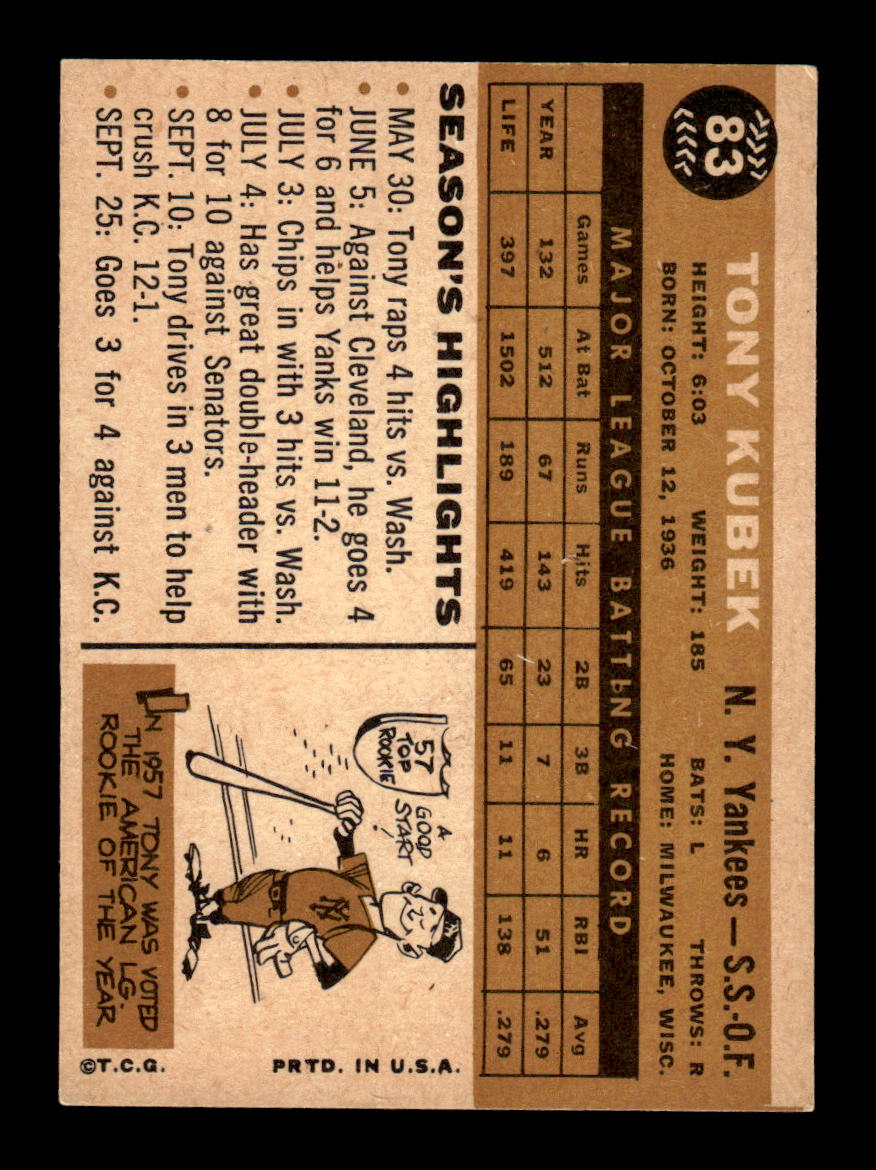 83
TONY KUBEK N. Y. Yankees — S.S.-O.F.
HEIGHT: 6:03 WEIGHT: 185 BATS: L THROWS: R
BORN: OCTOBER 12, 1936 HOME: MILWAUKEE, WISC.
MAJOR LEAGUE BATTING RECORD
Games At Bat Runs Hits 2B 3B HR RBI Avg
YEAR 132 512 67 143 23 7 6 51 .279
LIFE 397 1502 189 419 65 11 11 138 .279
SEASON'S HIGHLIGHTS
• MAY 30: Tony raps 4 hits vs. Wash.
• JUNE 5: Against Cleveland, he goes 4
for 6 and helps Yanks win 11-2.
• JULY 3: Chips in with 3 hits vs. Wash.
• JULY 4: Has great double-header with
8 for 10 against Senators.
• SEPT. 10: Tony drives in 3 men to help
crush K.C. 12-1.
• SEPT. 25: Goes 3 for 4 against K.C.
57
TOP
ROOKIE
A
GOOD
START!
NY
IN 1957 TONY WAS VOTED
THE AMERICAN LG.
ROOKIE OF THE YEAR
©T.C.G. PRTD. IN U.S.A.